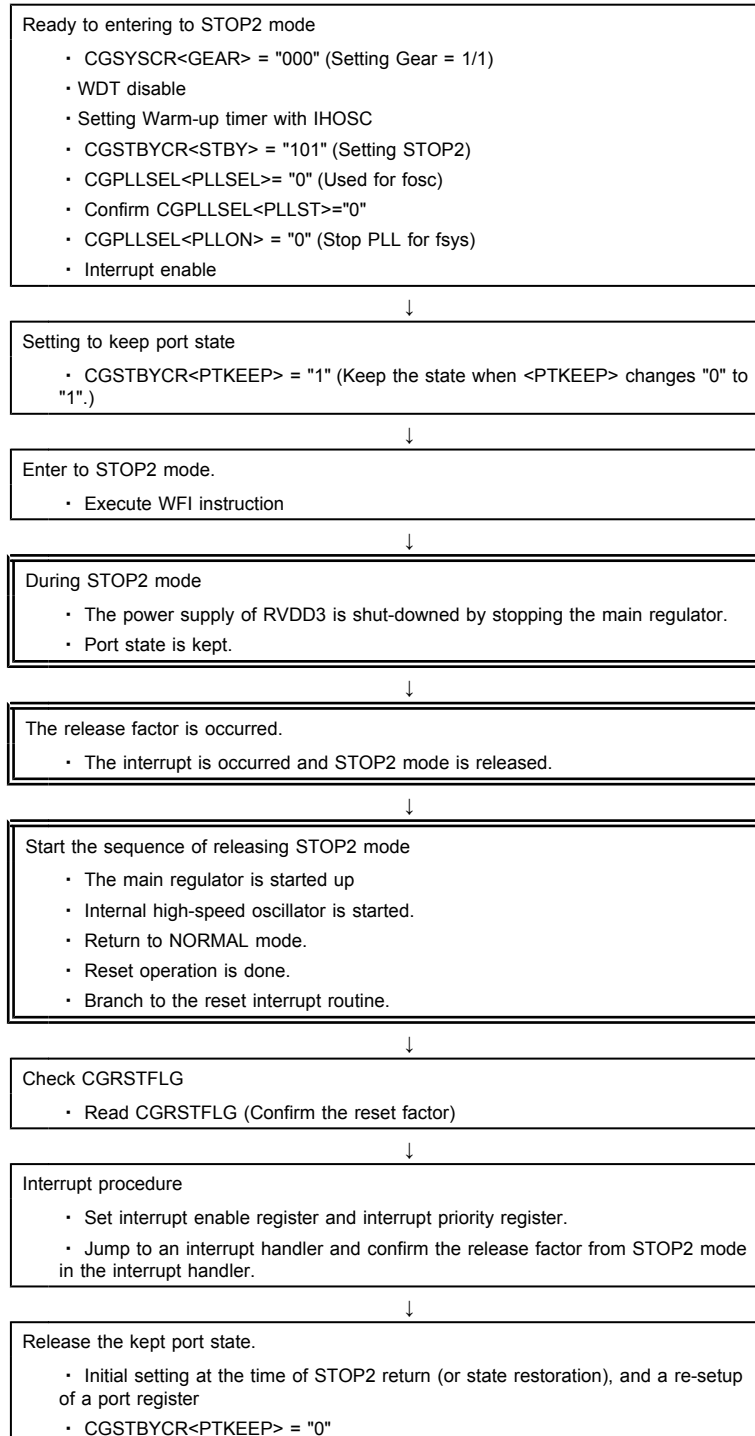 Ready to entering to STOP2 mode
・ CGSYSCR<GEAR> = "000" (Setting Gear = 1/1)
・WDT disable
・Setting Warm-up timer with IHOSC
・ CGSTBYCR<STBY> = "101" (Setting STOP2)
・ CGPLLSEL<PLLSEL>= "0" (Used for fosc)
・ Confirm CGPLLSEL<PLLST>="0"
・ CGPLLSEL<PLLON> = "0" (Stop PLL for fsys)
・ Interrupt enable
↓
Setting to keep port state
・ CGSTBYCR<PTKEEP> = "1" (Keep the state when <PTKEEP> changes "0" to
"1".)
↓
Enter to STOP2 mode.
・ Execute WFI instruction
↓
During STOP2 mode
・ The power supply of RVDD3 is shut-downed by stopping the main regulator.
・ Port state is kept.
↓
The release factor is occurred.
・ The interrupt is occurred and STOP2 mode is released.
↓
Start the sequence of releasing STOP2 mode
・ The main regulator is started up
・ Internal high-speed oscillator is started.
・ Return to NORMAL mode.
・ Reset operation is done.
・ Branch to the reset interrupt routine.
↓
Check CGRSTFLG
・ Read CGRSTFLG (Confirm the reset factor)
↓
Interrupt procedure
・ Set interrupt enable register and interrupt priority register.
・ Jump to an interrupt handler and confirm the release factor from STOP2 mode
in the interrupt handler.
↓
Release the kept port state.
・ Initial setting at the time of STOP2 return (or state restoration), and a re-setup
of a port register
・ CGSTBYCR<PTKEEP> = "0"